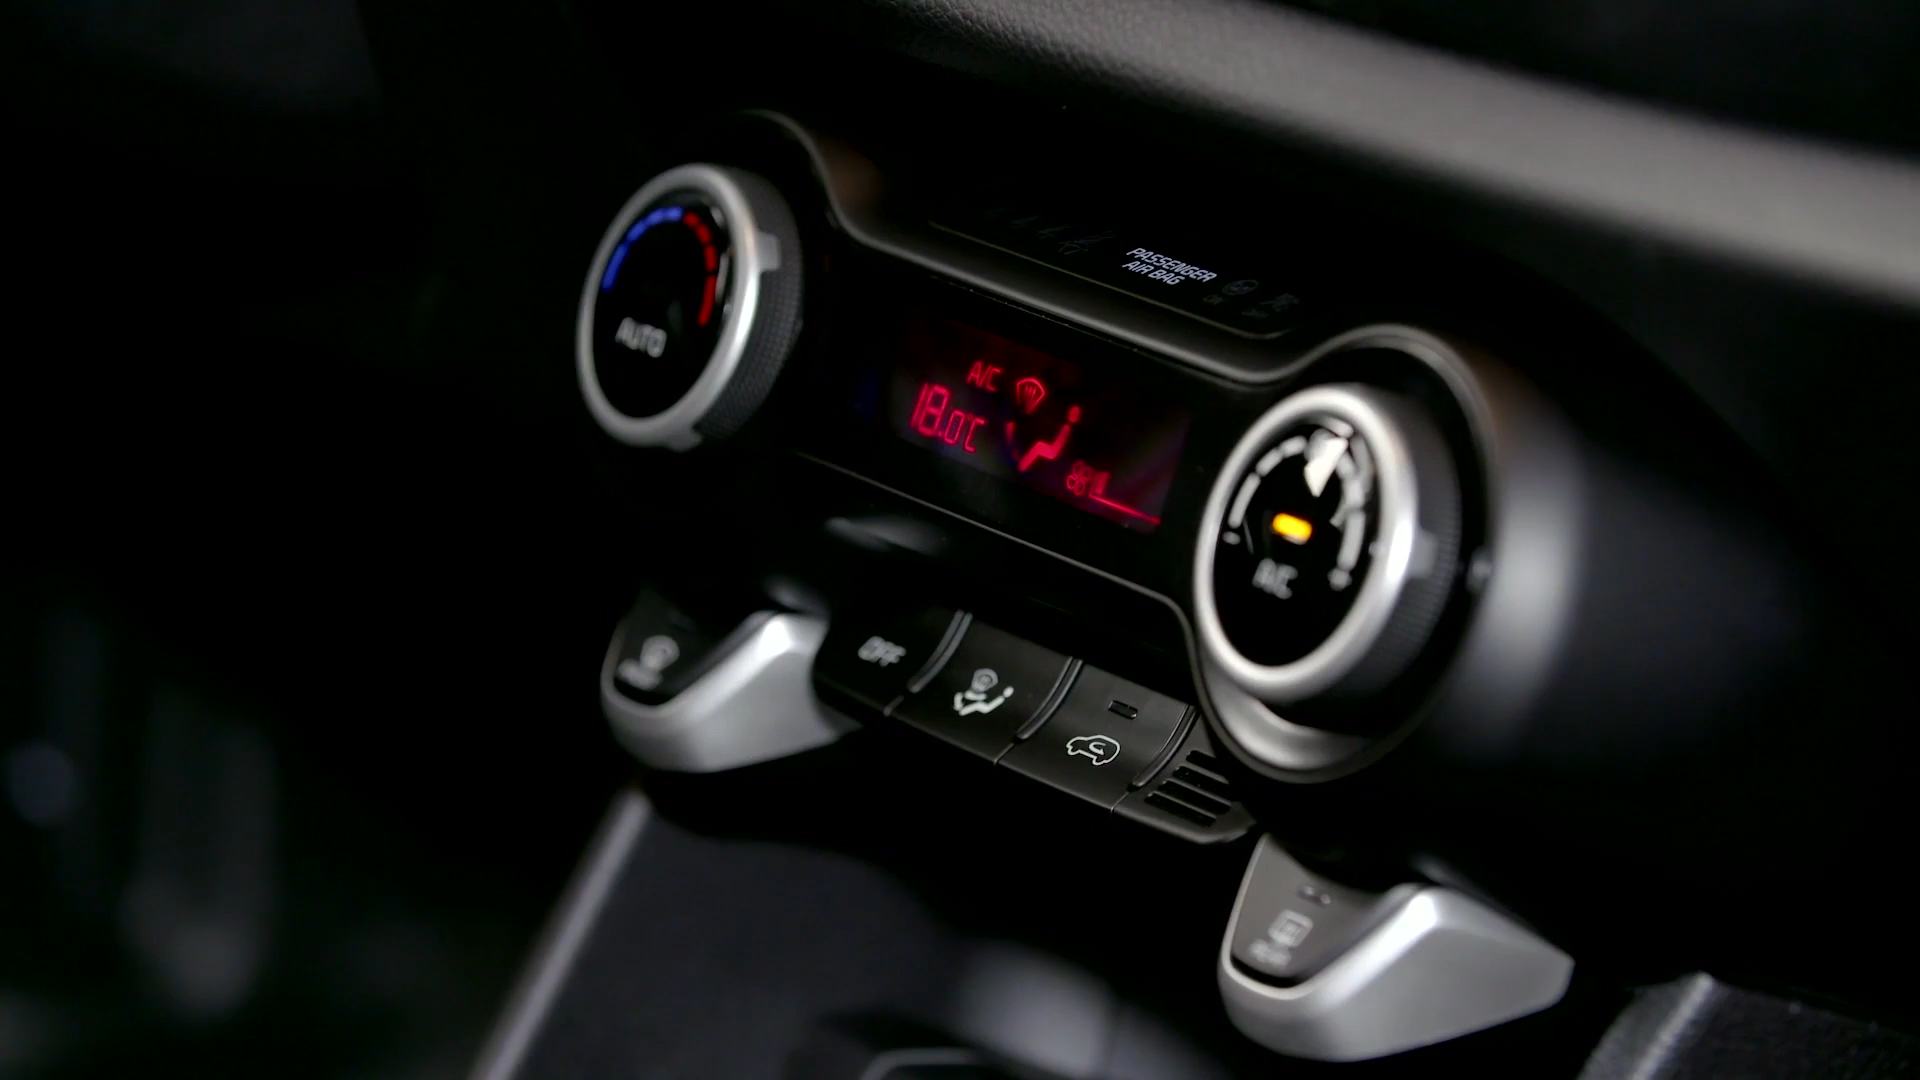 PASSENGER
AIR BAG
AUTO
A/C
18.0°C
A/C
OFF